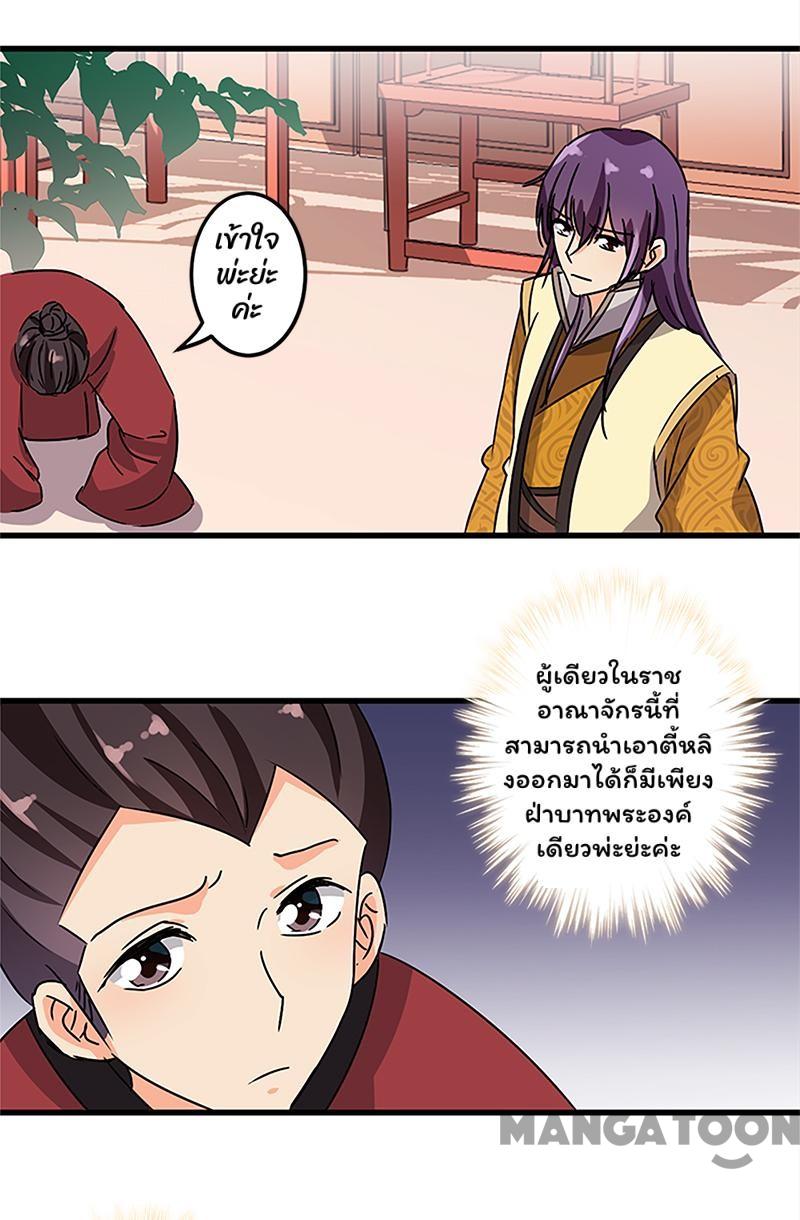 เข้าใจ
พ่ะย่ะ
ค่ะ
ผู้เดียวในราช
อาณาจักรนี้ที่
สามารถนำเอาตี้หลิ
งออกมาได้ก็มีเพียง
ฝ่าบาทพระองค์
เดียวพ่ะย่ะค่ะ
MANGATOON